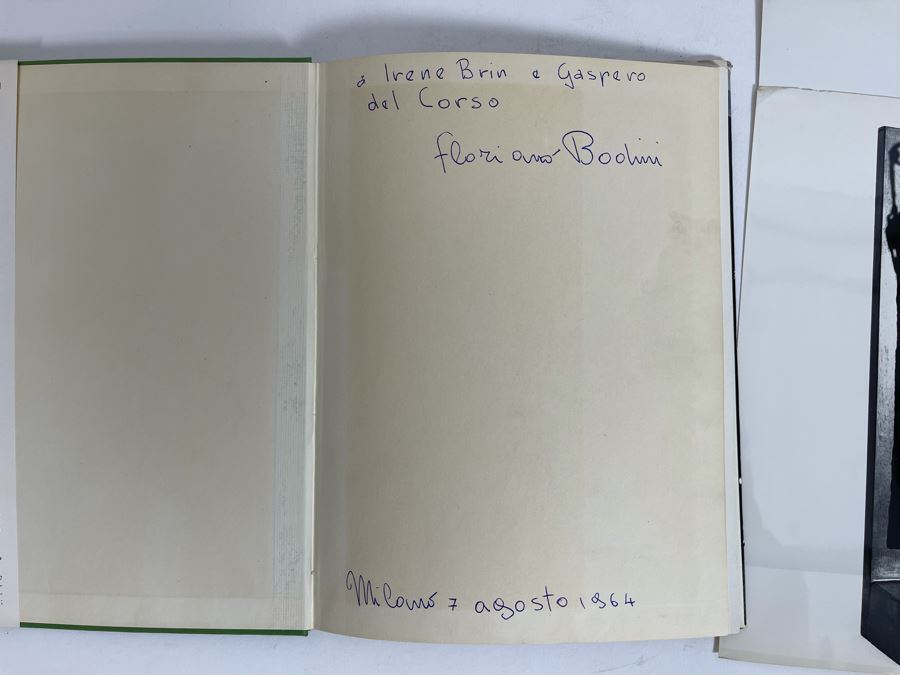 a Irene Brin e Gaspero
del Corso
floriano Bodini
Milano 7 agosto 1964